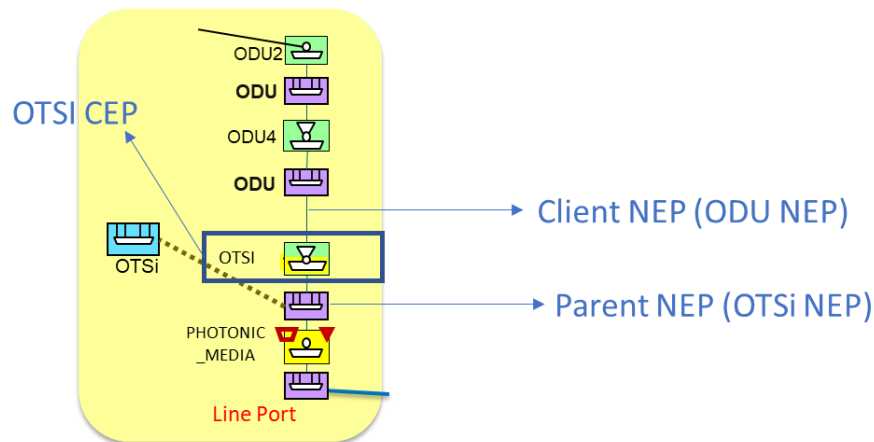 ODU2
ODU
OTSI CEP
ODU4
ODU
Client NEP (ODU NEP)
OTSI
OTSi
Parent NEP (OTSi NEP)
PHOTONIC
_MEDIA
Line Port